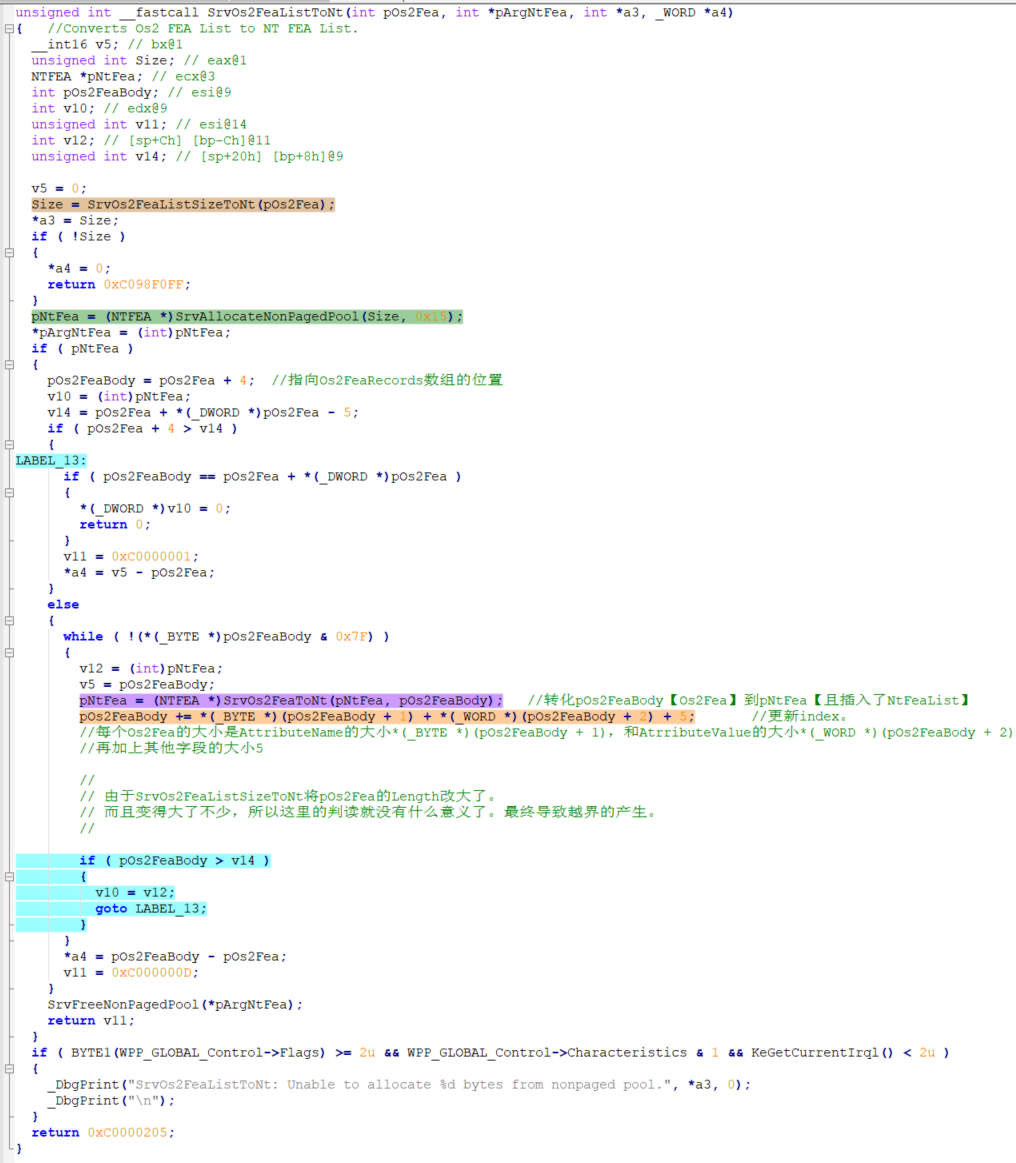 unsigned int __fastcall SrvOs2FeaListToNt(int pOs2Fea, int *pArgNtFea, int *a3, _WORD *a4)
{   //Converts Os2 FEA List to NT FEA List.
  __int16 v5; // bx@1
  unsigned int Size; // eax@1
  NTFEA *pNtFea; // ecx@3
  int pOs2FeaBody; // esi@9
  int v10; // edx@9
  unsigned int v11; // esi@14
  int v12; // [sp+Ch] [bp-Ch]@11
  unsigned int v14; // [sp+20h] [bp+8h]@9

  v5 = 0;
  Size = SrvOs2FeaListSizeToNt(pOs2Fea);
  *a3 = Size;
  if ( !Size )
  {
    *a4 = 0;
    return 0xC098F0FF;
  }
  pNtFea = (NTFEA *)SrvAllocateNonPagedPool(Size, 0x15);
  *pArgNtFea = (int)pNtFea;
  if ( pNtFea )
  {
    pOs2FeaBody = pOs2Fea + 4;  //指向Os2FeaRecords数组的位置
    v10 = (int)pNtFea;
    v14 = pOs2Fea + *(_DWORD *)pOs2Fea - 5;
    if ( pOs2Fea + 4 > v14 )
    {
LABEL_13:
      if ( pOs2FeaBody == pOs2Fea + *(_DWORD *)pOs2Fea )
      {
        *(_DWORD *)v10 = 0;
        return 0;
      }
      v11 = 0xC0000001;
      *a4 = v5 - pOs2Fea;
    }
    else
    {
      while ( !(*(_BYTE *)pOs2FeaBody & 0x7F) )
      {
        v12 = (int)pNtFea;
        v5 = pOs2FeaBody;
        pNtFea = (NTFEA *)SrvOs2FeaToNt(pNtFea, pOs2FeaBody);   //转化pOs2FeaBody【Os2Fea】到pNtFea【且插入了NtFeaList】
        pOs2FeaBody += *(_BYTE *)(pOs2FeaBody + 1) + *(_WORD *)(pOs2FeaBody + 2) + 5;       //更新index。
        //每个Os2Fea的大小是AttributeName的大小*(_BYTE *)(pOs2FeaBody + 1), 和AtrributeValue的大小*(_WORD *)(pOs2FeaBody + 2)
        //再加上其他字段的大小5

        //
        // 由于SrvOs2FeaListSizeToNt将pOs2Fea的Length改大了。
        // 而且变得大了不少，所以这里的判读就没有什么意义了。最终导致越界的产生。
        //

        if ( pOs2FeaBody > v14 )
        {
          v10 = v12;
          goto LABEL_13;
        }
      }
      *a4 = pOs2FeaBody - pOs2Fea;
      v11 = 0xC000000D;
    }
    SrvFreeNonPagedPool(*pArgNtFea);
    return v11;
  }
  if ( BYTE1(WPP_GLOBAL_Control->Flags) >= 2u && WPP_GLOBAL_Control->Characteristics & 1 && KeGetCurrentIrql() < 2u )
  {
    _DbgPrint("SrvOs2FeaListToNt: Unable to allocate %d bytes from nonpaged pool.", *a3, 0);
    _DbgPrint("\n");
  }
  return 0xC0000205;
}